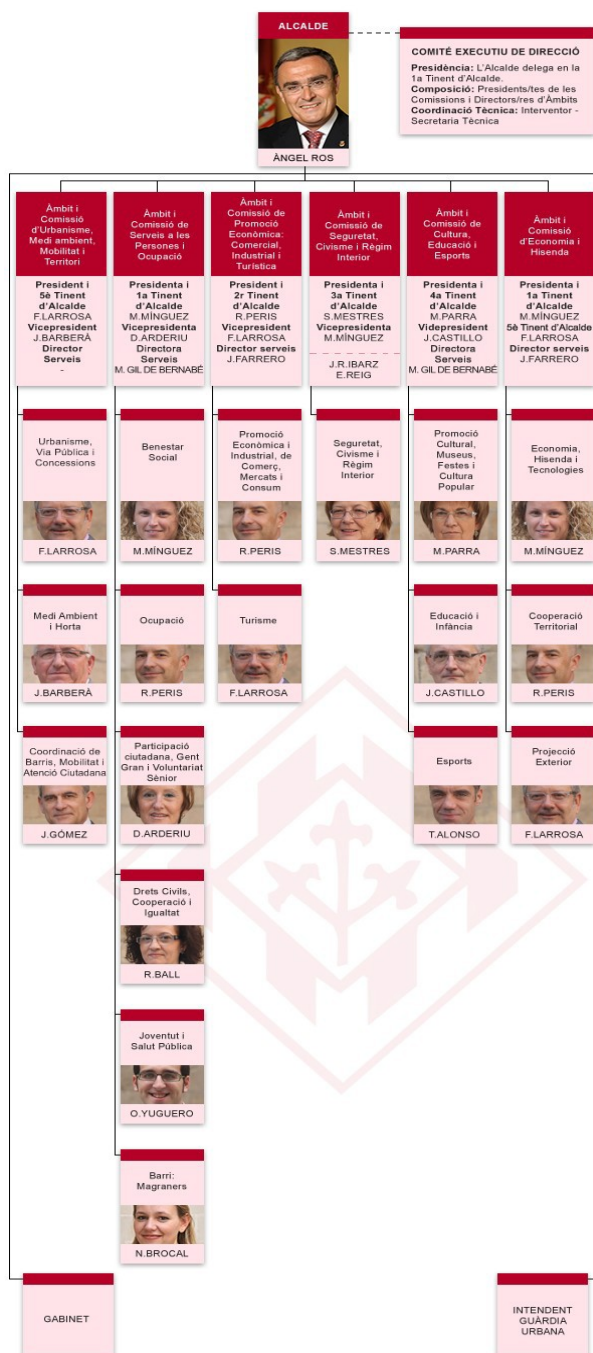 ALCALDE
ÀNGEL ROS
COMITÉ EXECUTIU DE DIRECCIÓ
Presidència: L'Alcalde delega en la
1a Tinent d'Alcalde.
Composició: Presidents/tes de les
Comissions i Directors/res d'Àmbits
Coordinació Tècnica: Interventor -
Secretaria Tècnica
Àmbit i
Comissió
d'Urbanisme,
Medi ambient,
Mobilitat i
Territori
President i
5è Tinent
d'Alcalde
F.LARROSA
Vicepresident
J.BARBERÀ
Director
Serveis
-
Àmbit i
Comissió de
Serveis a les
Persones i
Ocupació
Presidenta i
1a Tinent
d'Alcalde
M.MÍNGUEZ
Vicepresidenta
D.ARDERIU
Directora
Serveis
M. GIL DE BERNABÉ
Àmbit i
Comissió de
Promoció
Econòmica:
Comercial,
Industrial i
Turística
President i
2r Tinent
d'Alcalde
R.PERIS
Vicepresident
F.LARROSA
Director serveis
J.FARRERO
Àmbit i
Comissió de
Seguretat,
Civisme i Règim
Interior
Presidenta i
3a Tinent
d'Alcalde
S.MESTRES
Vicepresidenta
M.MÍNGUEZ
J.R.IBARZ
E.REIG
Àmbit i
Comissió de
Cultura,
Educació i
Esports
Presidenta i
4a Tinent
d'Alcalde
M.PARRA
Videpresident
J.CASTILLO
Directora
Serveis
M. GIL DE BERNABÉ
Àmbit i
Comissió
d'Economia i
Hisenda
Presidenta i
1a Tinent
d'Alcalde
M.MÍNGUEZ
5è Tinent d'Alcalde
F.LARROSA
Director serveis
J.FARRERO
Urbanisme,
Via Pública i
Concessions
F.LARROSA
Benestar
Social
M.MÍNGUEZ
Promoció
Econòmica i
Industrial, de
Comerç,
Mercats i
Consum
R.PERIS
Seguretat,
Civisme i
Règim
Interior
S.MESTRES
Promoció
Cultural,
Museus,
Festes i
Cultura
Popular
M.PARRA
Economia,
Hisenda i
Tecnologies
M.MÍNGUEZ
Medi Ambient
i Horta
J.BARBERÀ
Ocupació
R.PERIS
Turisme
F.LARROSA
Educació i
Infància
J.CASTILLO
Cooperació
Territorial
R.PERIS
Coordinació de
Barris, Mobilitat i
Atenció Ciutadana
J.GÓMEZ
Participació
ciutadana, Gent
Gran i Voluntariat
Sènior
D.ARDERIU
Esports
T.ALONSO
Projecció
Exterior
F.LARROSA
Drets Civils,
Cooperació i
Igualtat
R.BALL
Joventut i
Salut Pública
O.YUGUERO
Barri:
Magraners
N.BROCAL
GABINET
INTENDENT
GUÀRDIA
URBANA